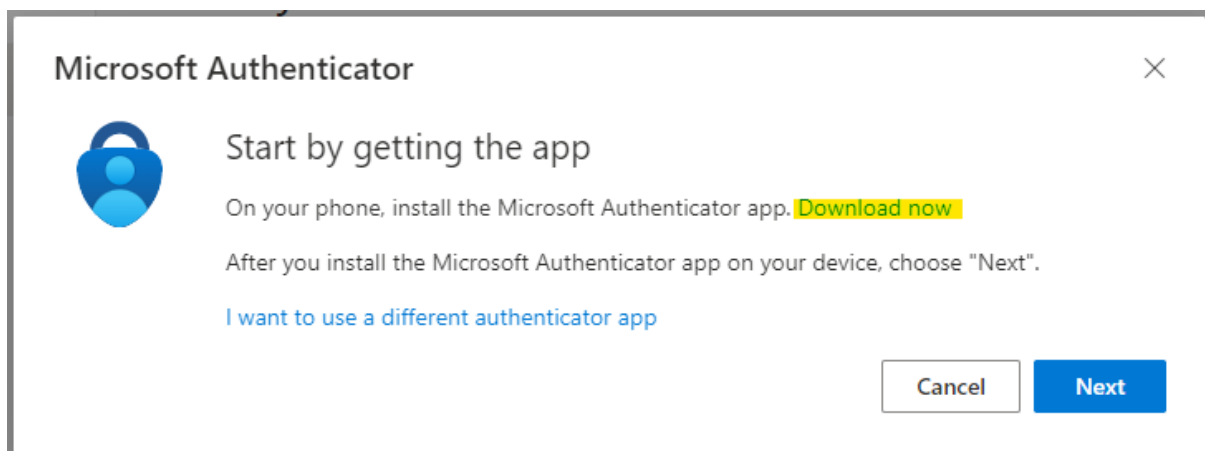 Microsoft Authenticator
Start by getting the app
On your phone, install the Microsoft Authenticator app. Download now
After you install the Microsoft Authenticator app on your device, choose "Next".
I want to use a different authenticator app
Cancel Next